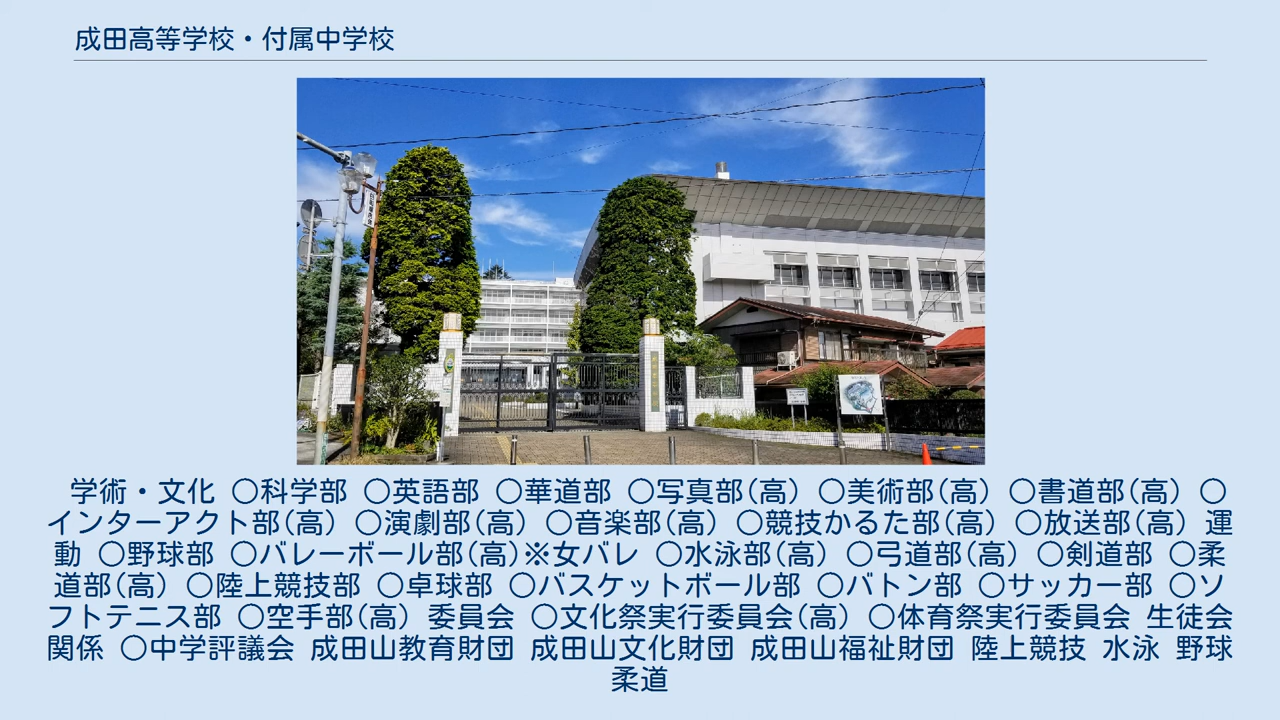 成田高等学校・付属中学校
学術・文化 〇科学部 〇英語部 〇華道部 〇写真部(高) 〇美術部(高) 〇書道部(高) 〇
インターアクト部(高) 〇演劇部(高) 〇音楽部(高) 〇競技かるた部(高) 〇放送部(高) 運
動 〇野球部 〇バレーボール部(高)※女バレ 〇水泳部(高) 〇弓道部(高) 〇剣道部 〇柔
道部(高) 〇陸上競技部 〇卓球部 〇バスケットボール部 〇バトン部 〇サッカー部 〇ソ
フトテニス部 〇空手部(高) 委員会 〇文化祭実行委員会(高) 〇体育祭実行委員会 生徒会
関係 〇中学評議会 成田山教育財団 成田山文化財団 成田山福祉財団 陸上競技 水泳 野球
柔道